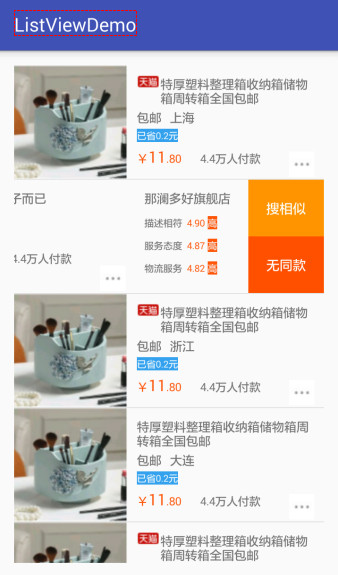 ListViewDemo
天猫 特厚塑料整理箱收纳箱储物
箱周转箱全国包邮
包邮 上海
已省0.2元
¥11.80 4.4万人付款
子而已
4.4万人付款
那澜多好旗舰店
描述相符 4.90 高
服务态度 4.87 高
物流服务 4.82 高
搜相似
无同款
天猫 特厚塑料整理箱收纳箱储物
箱周转箱全国包邮
包邮 浙江
已省0.2元
¥11.80 4.4万人付款
特厚塑料整理箱收纳箱储物箱周
转箱全国包邮
包邮 大连
已省0.2元
¥11.80 4.4万人付款
天猫 特厚塑料整理箱收纳箱储物
箱周转箱全国包邮